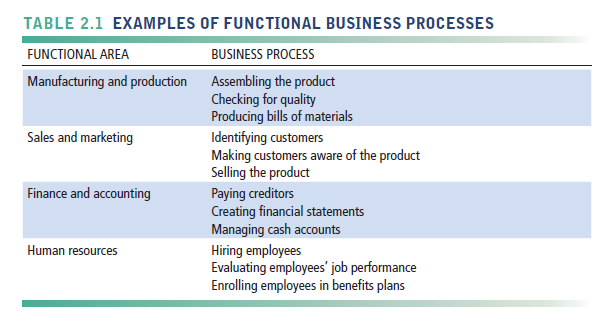 TABLE 2.1 EXAMPLES OF FUNCTIONAL BUSINESS PROCESSES
FUNCTIONAL AREA BUSINESS PROCESS
Manufacturing and production Assembling the product
Checking for quality
Producing bills of materials
Sales and marketing Identifying customers
Making customers aware of the product
Selling the product
Finance and accounting Paying creditors
Creating financial statements
Managing cash accounts
Human resources Hiring employees
Evaluating employees’ job performance
Enrolling employees in benefits plans